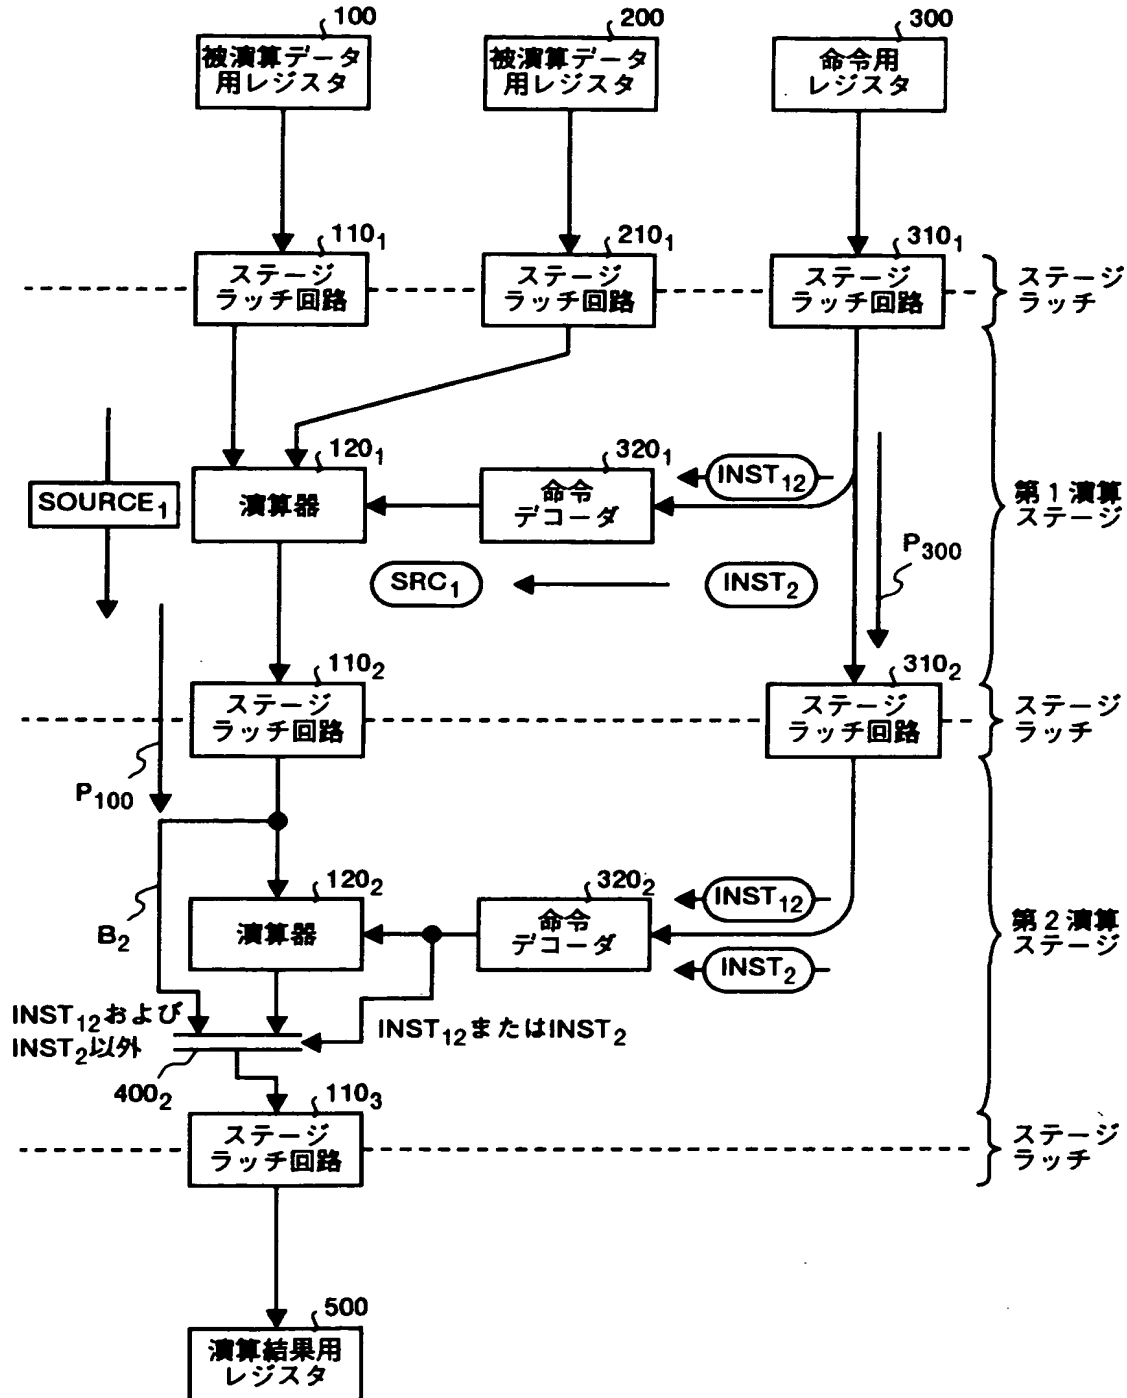 100
200
300
被演算データ
用レジスタ
被演算データ
用レジスタ
命令用
レジスタ
110₁
210₁
310₁
ステージ
ラッチ回路
ステージ
ラッチ回路
ステージ
ラッチ回路
ステージ
ラッチ
120₁
320₁
INST₁₂
SOURCE₁
演算器
命令
デコーダ
第1演算
ステージ
P₃₀₀
SRC₁
INST₂
110₂
310₂
ステージ
ラッチ回路
ステージ
ラッチ回路
ステージ
ラッチ
P₁₀₀
120₂
320₂
INST₁₂
B₂
演算器
命令
デコーダ
第2演算
ステージ
INST₂
INST₁₂および
INST₂以外
INST₁₂またはINST₂
400₂
110₃
ステージ
ラッチ回路
ステージ
ラッチ
500
演算結果用
レジスタ